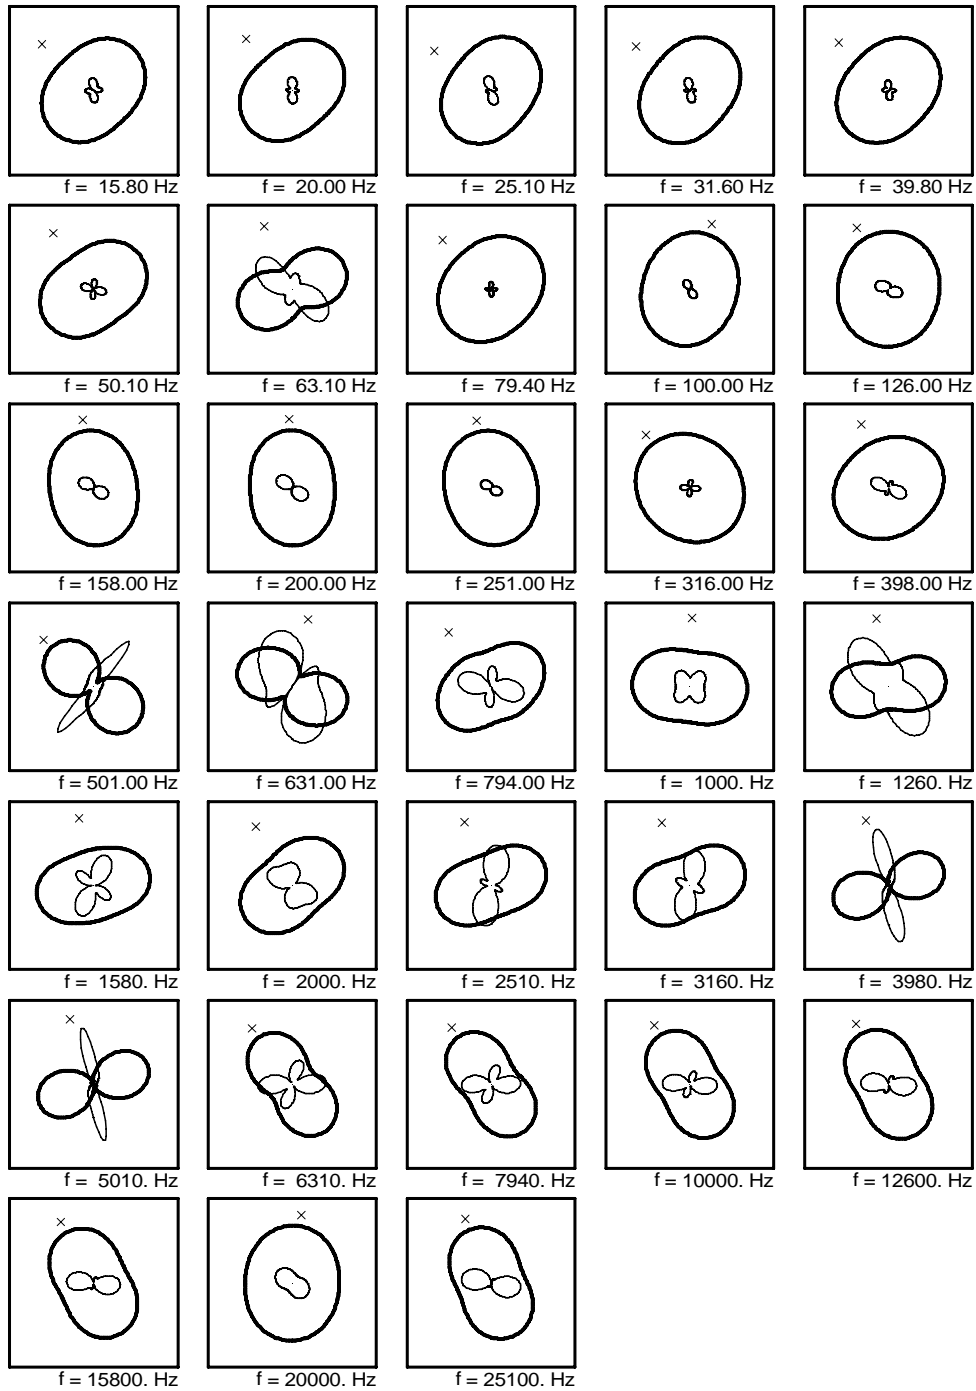 f = 15.80 Hz
f = 20.00 Hz
f = 25.10 Hz
f = 31.60 Hz
f = 39.80 Hz
f = 50.10 Hz
f = 63.10 Hz
f = 79.40 Hz
f = 100.00 Hz
f = 126.00 Hz
f = 158.00 Hz
f = 200.00 Hz
f = 251.00 Hz
f = 316.00 Hz
f = 398.00 Hz
f = 501.00 Hz
f = 631.00 Hz
f = 794.00 Hz
f = 1000. Hz
f = 1260. Hz
f = 1580. Hz
f = 2000. Hz
f = 2510. Hz
f = 3160. Hz
f = 3980. Hz
f = 5010. Hz
f = 6310. Hz
f = 7940. Hz
f = 10000. Hz
f = 12600. Hz
f = 15800. Hz
f = 20000. Hz
f = 25100. Hz